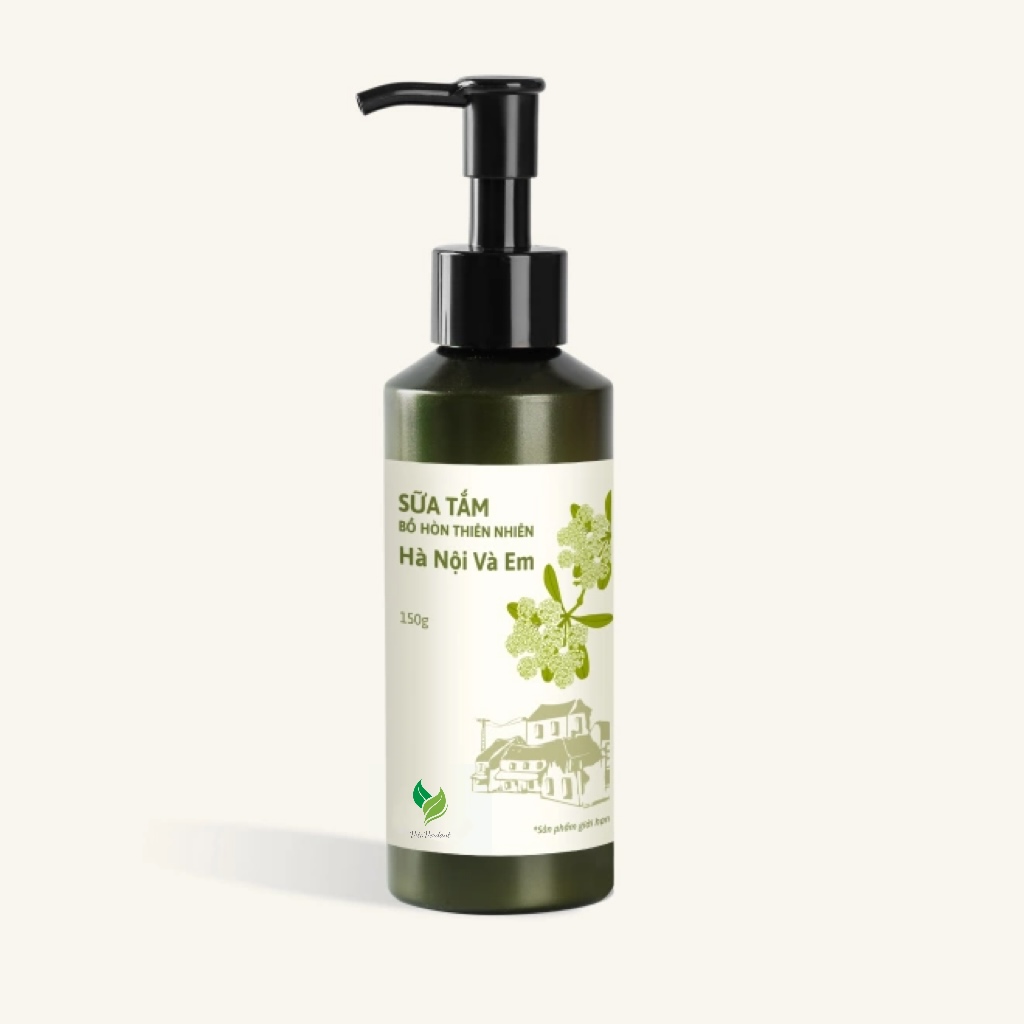 SỮA TẮM
BỒ HÒN THIÊN NHIÊN
Hà Nội Và Em
150g
*Sản phẩm giới hạn